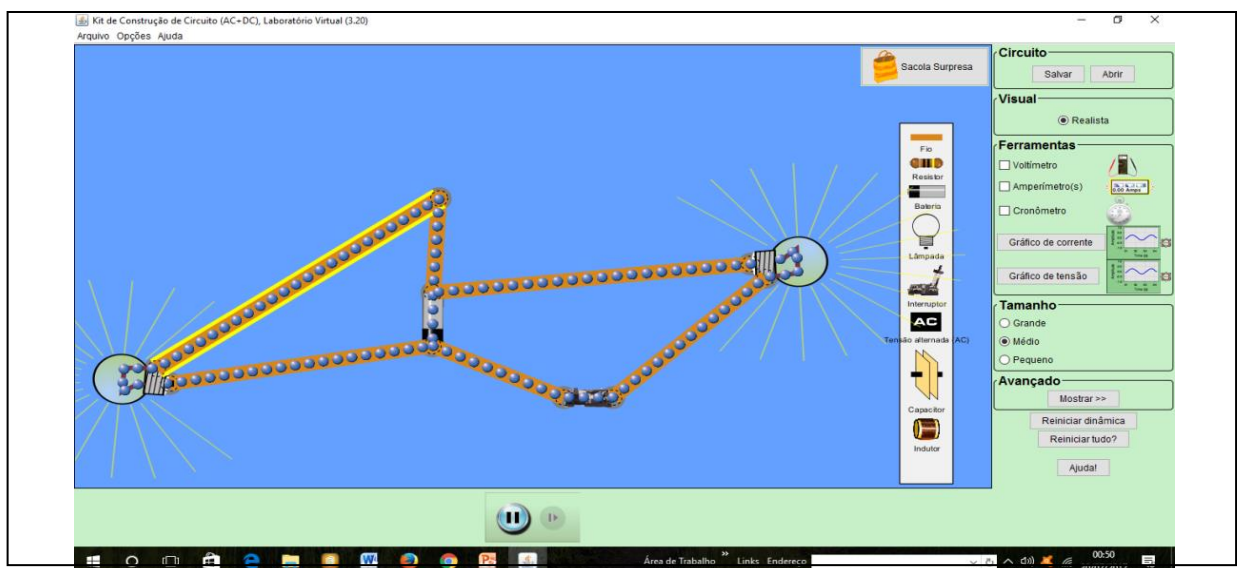 Kit de Construção de Circuito (AC+DC), Laboratório Virtual (3.20)
Arquivo Opções Ajuda
Sacola Surpresa
Fio
Resistor
Bateria
Lâmpada
Interruptor
AC
Tensão alternada (AC)
Capacitor
Indutor
Circuito
Salvar Abrir
Visual
Realista
Ferramentas
Voltímetro
Amperímetro(s)
Cronômetro
Gráfico de corrente
Gráfico de tensão
Tamanho
Grande
Médio
Pequeno
Avançado
Mostrar >>
Reiniciar dinâmica
Reiniciar tudo?
Ajuda!
Área de Trabalho Links Endereço
00:50